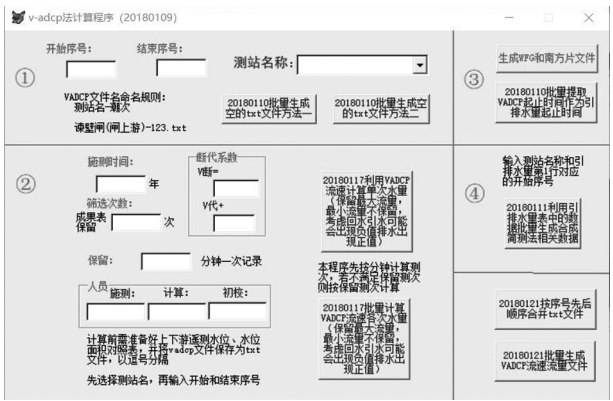 v-adcp法计算程序（20180109）
开始序号:
结束序号:
测站名称:
①
VADCP文件名命名规则:
测站名-潮次
谏壁闸(闸上游)-123.txt
20180110批量生成
空的txt文件方法一
20180110批量生成空
的txt文件方法二
②
施测时间:
年
筛选次数:
成果表
保留
次
断代系数
V断=
V代+
保留:
分钟一次记录
人员
施测:
计算:
初校:
计算前需准备好上下游遥测水位、水位
面积对照表，并将vadcp文件保存为txt
文件，以逗号分隔
先选择测站名，再输入开始和结束序号
20180117利用VADCP
流速计算单次水量
（保留最大流量，
最小流量不保留，
考虑回水引水可能
会出现负值排水出
现正值）
本程序先按分钟计算测
次，若不满足保留测次
则按保留测次计算
20180117批量计算
VADCP流速各次水量
（保留最大流量，
最小流量不保留，
考虑回水引水可能
会出现负值排水出
现正值）
③
生成WPG和南方片文件
20180110批量提取
VADCP起止时间作为引
排水量起止时间
④
输入测站名称和引
排水量第1行对应
的开始序号
20180111利用引
排水量表中的数
据批量生成合成
简测法相关数据
20180121按序号先后
顺序合并txt文件
20180121批量生成
VADCP流速流量文件